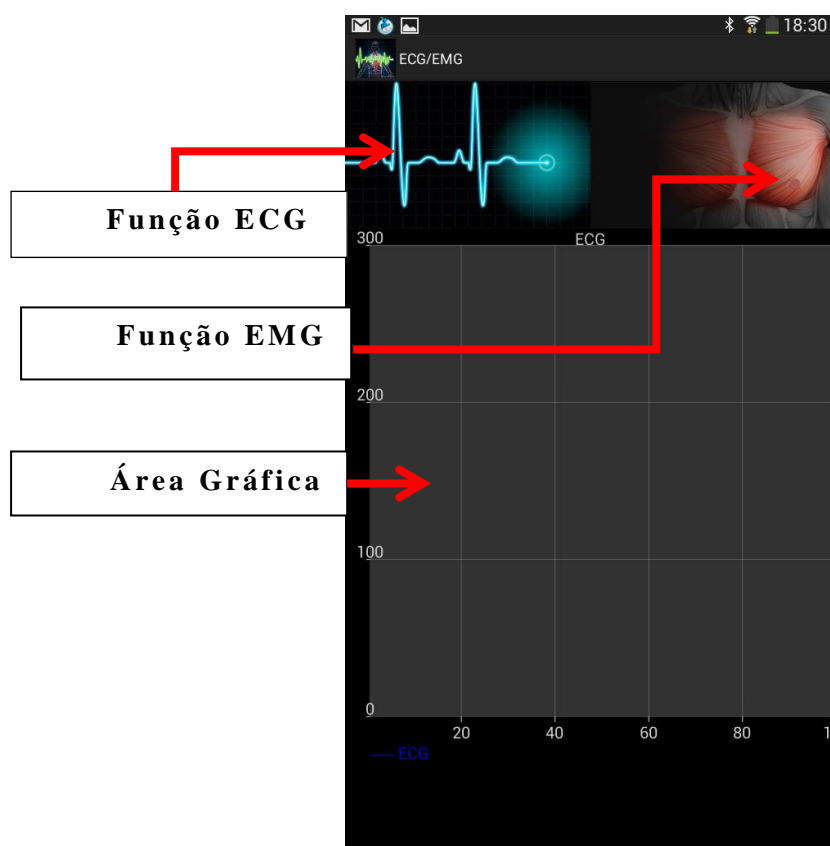 18:30
ECG/EMG
Função ECG
300
ECG
Função EMG
200
Área Gráfica
100
0
20 40 60 80 1
ECG